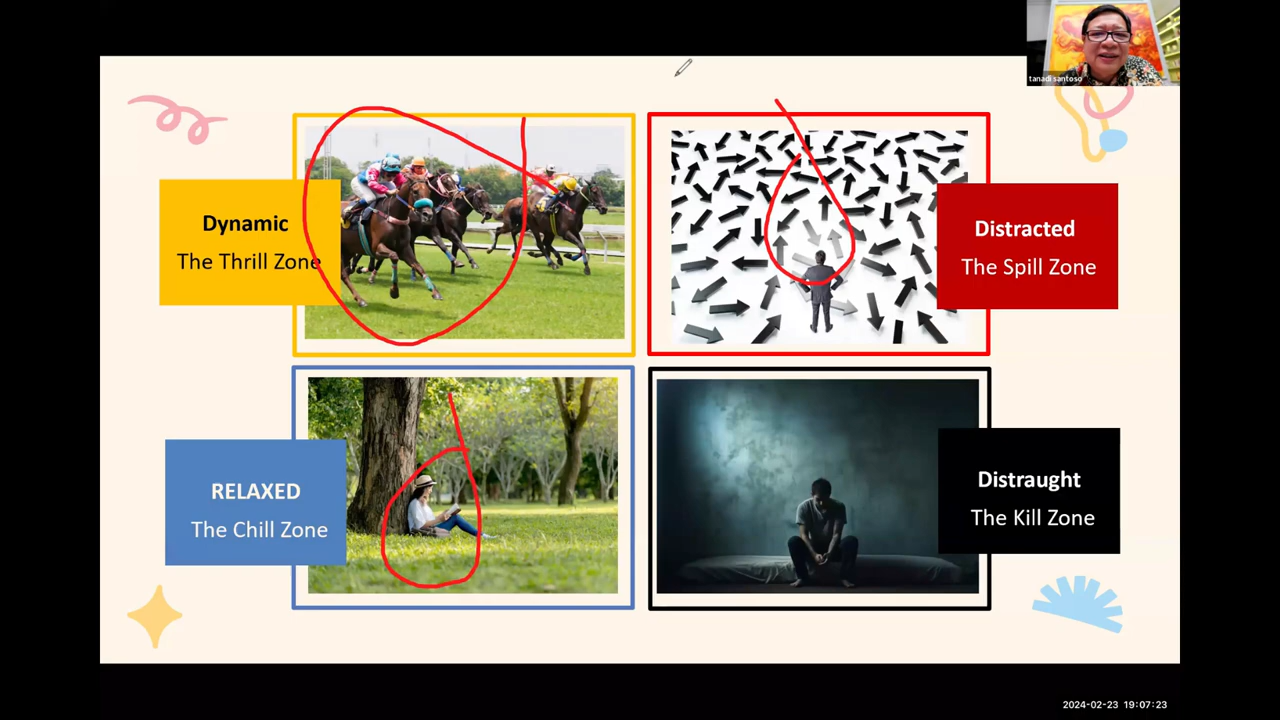 tanadi santoso
Dynamic
The Thrill Zone
Distracted
The Spill Zone
RELAXED
The Chill Zone
Distraught
The Kill Zone
2024-02-23 19:07:23